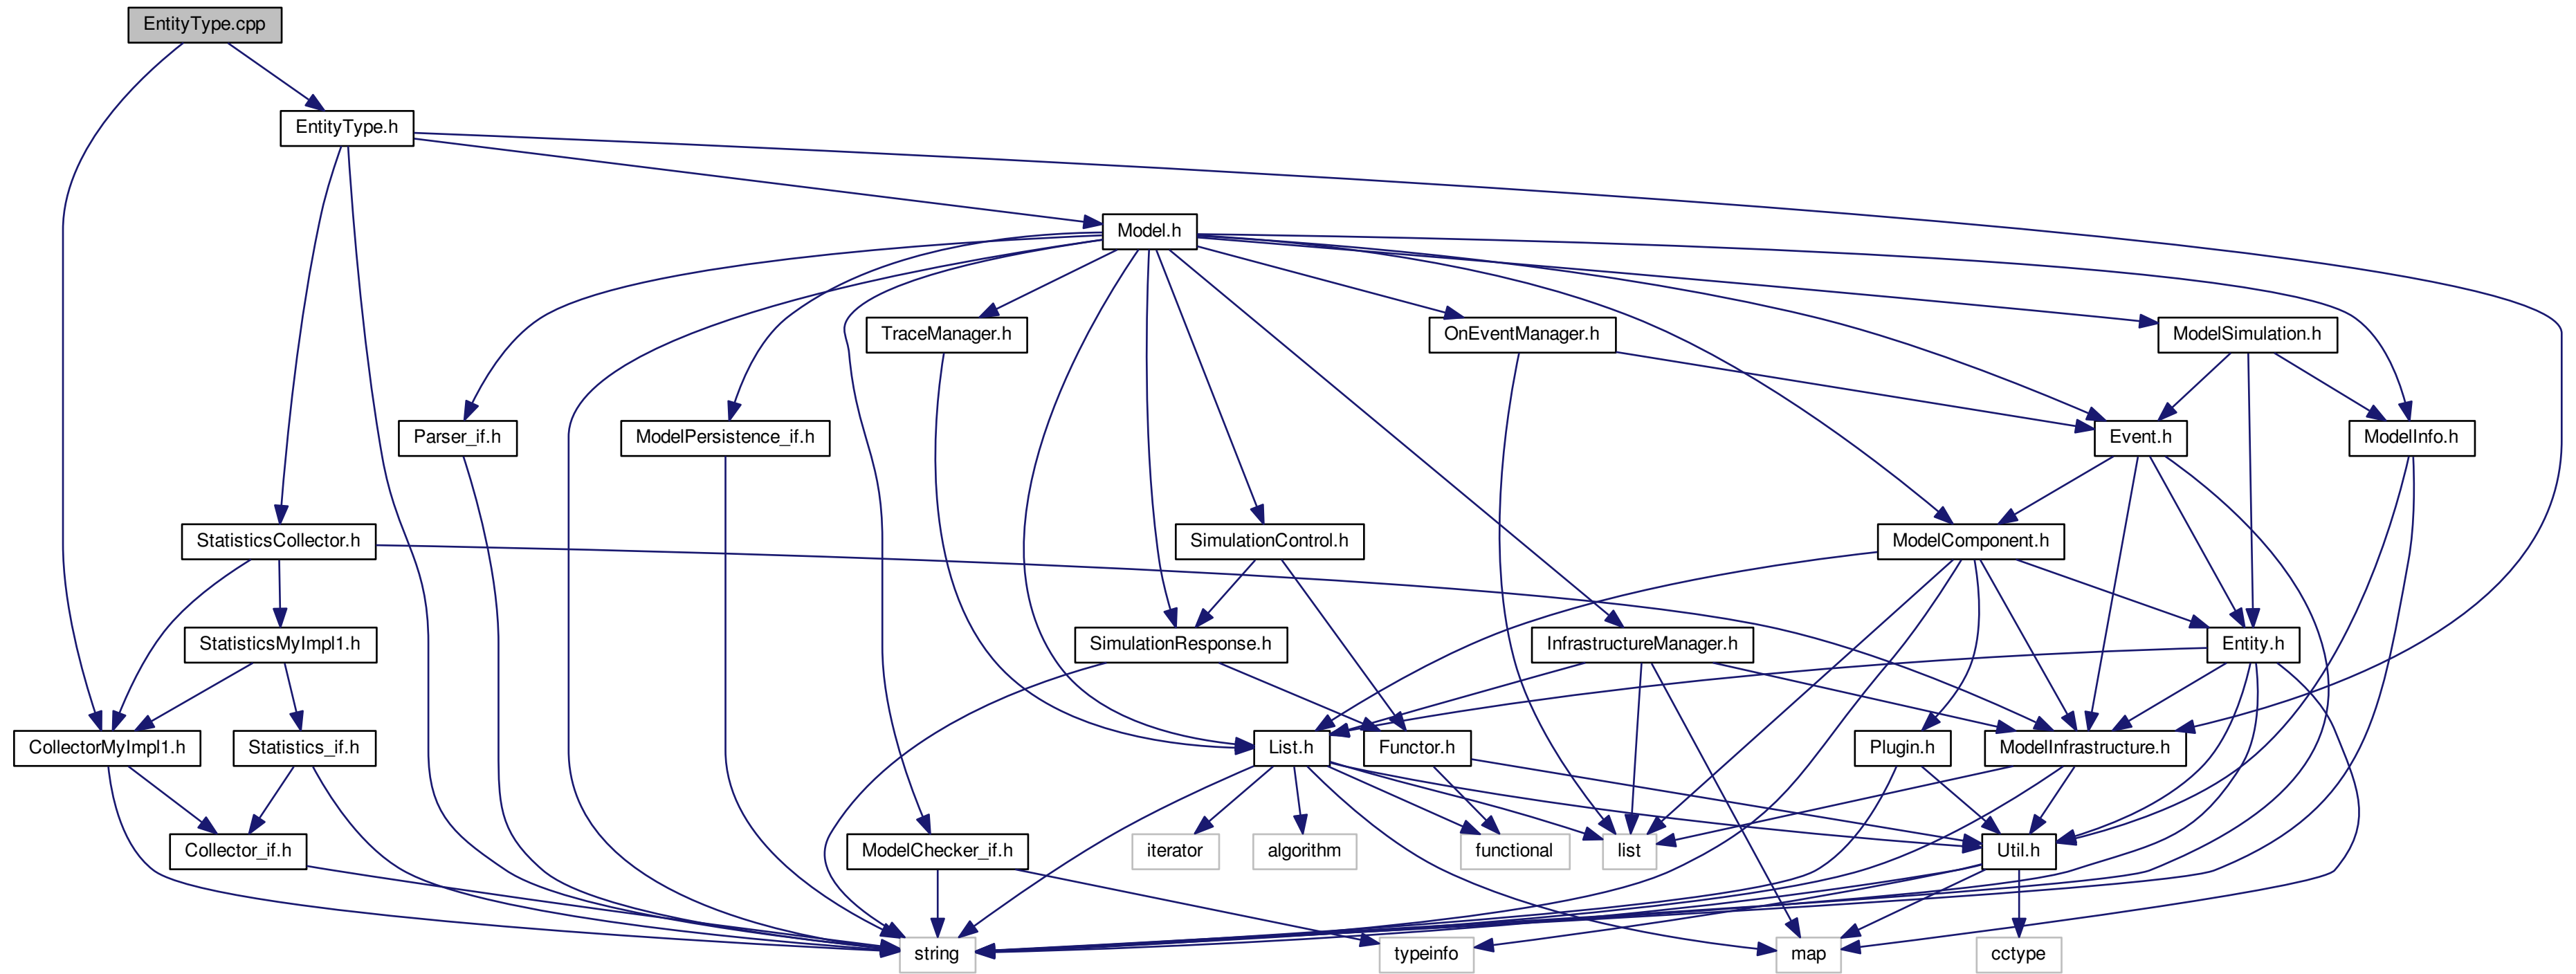 EntityType.cpp
EntityType.h
Model.h
TraceManager.h
OnEventManager.h
ModelSimulation.h
Parser_if.h
ModelPersistence_if.h
Event.h
ModelInfo.h
StatisticsCollector.h
SimulationControl.h
ModelComponent.h
StatisticsMyImpl1.h
SimulationResponse.h
InfrastructureManager.h
Entity.h
CollectorMyImpl1.h
Statistics_if.h
List.h
Functor.h
Plugin.h
ModelInfrastructure.h
Collector_if.h
ModelChecker_if.h
iterator
algorithm
functional
list
Util.h
string
typeinfo
map
cctype